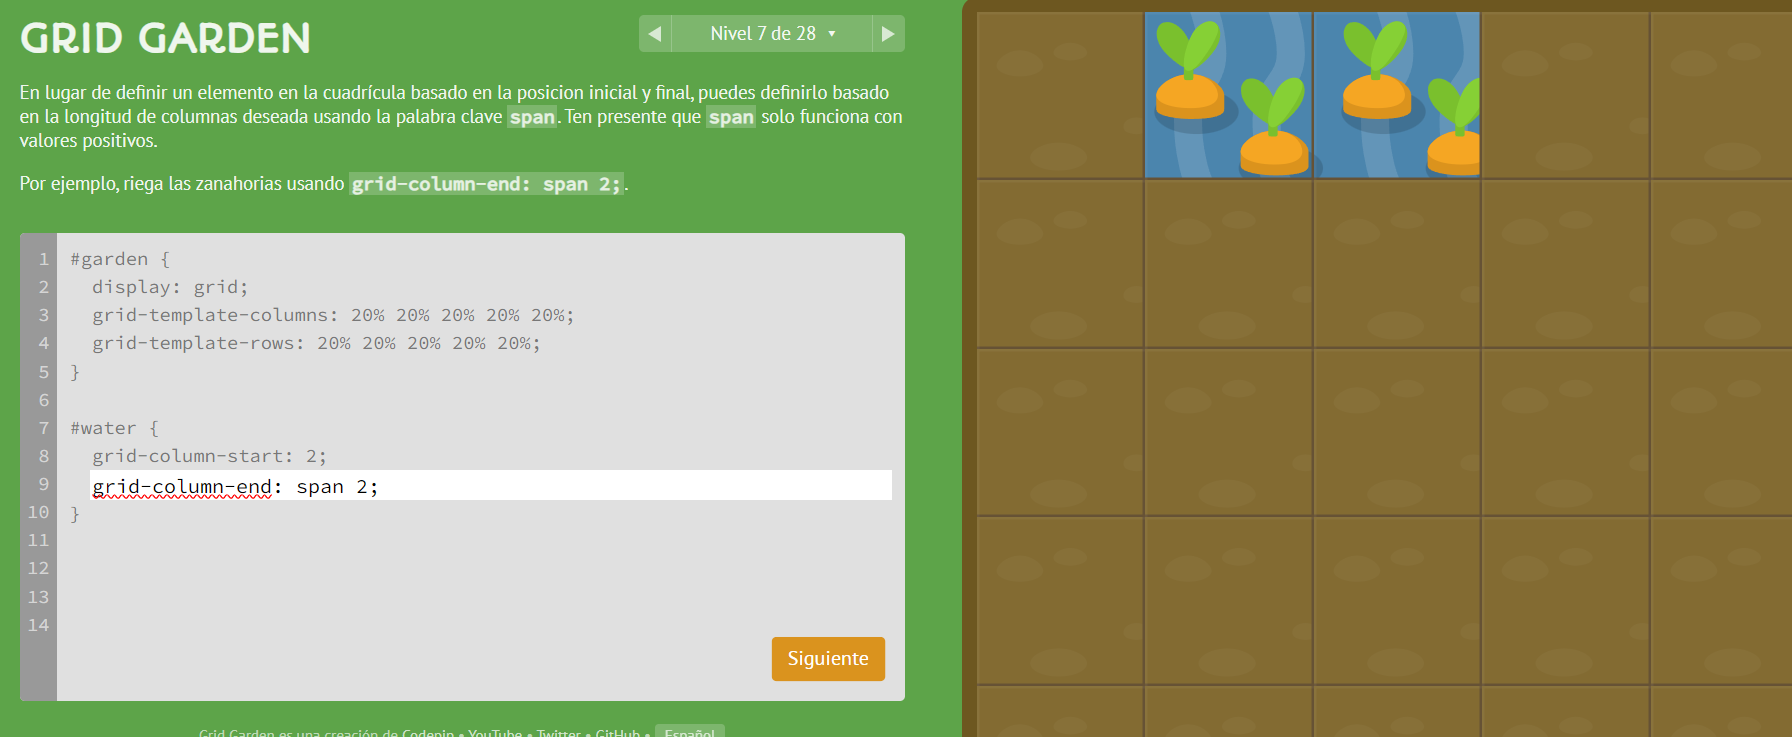 GRID GARDEN
◀ Nivel 7 de 28 ▼ ▶
En lugar de definir un elemento en la cuadrícula basado en la posicion inicial y final, puedes definirlo basado
en la longitud de columnas deseada usando la palabra clave span. Ten presente que span solo funciona con
valores positivos.
Por ejemplo, riega las zanahorias usando grid-column-end: span 2;.
1 #garden {
2 display: grid;
3 grid-template-columns: 20% 20% 20% 20% 20%;
4 grid-template-rows: 20% 20% 20% 20% 20%;
5 }
6
7 #water {
8 grid-column-start: 2;
9 grid-column-end: span 2;
10 }
11
12
13
14
Siguiente
Grid Garden es una creación de Codepip • YouTube • Twitter • GitHub • Español